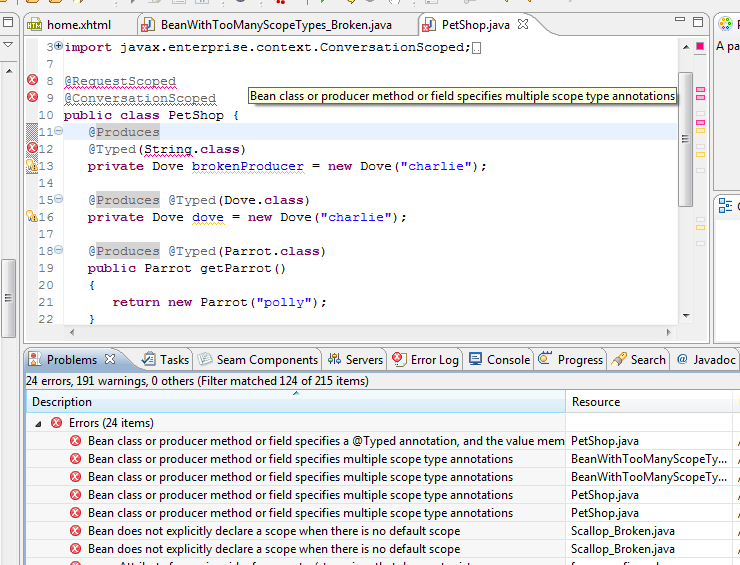 home.xhtml
BeanWithTooManyScopeTypes_Broken.java
PetShop.java
3 import javax.enterprise.context.ConversationScoped;
7
8 @RequestScoped
9 @ConversationScoped
Bean class or producer method or field specifies multiple scope type annotations
10 public class PetShop {
11 @Produces
12 @Typed(String.class)
13 private Dove brokenProducer = new Dove("charlie");
14
15 @Produces @Typed(Dove.class)
16 private Dove dove = new Dove("charlie");
17
18 @Produces @Typed(Parrot.class)
19 public Parrot getParrot()
20 {
21 return new Parrot("polly");
22 }
A pa
Problems Tasks Seam Components Servers Error Log Console Progress Search @ Javadoc
24 errors, 191 warnings, 0 others (Filter matched 124 of 215 items)
Description Resource
Errors (24 items)
Bean class or producer method or field specifies a @Typed annotation, and the value mem PetShop.java
Bean class or producer method or field specifies multiple scope type annotations BeanWithTooManyScopeTy...
Bean class or producer method or field specifies multiple scope type annotations BeanWithTooManyScopeTy...
Bean class or producer method or field specifies multiple scope type annotations PetShop.java
Bean class or producer method or field specifies multiple scope type annotations PetShop.java
Bean does not explicitly declare a scope when there is no default scope Scallop_Broken.java
Bean does not explicitly declare a scope when there is no default scope Scallop_Broken.java